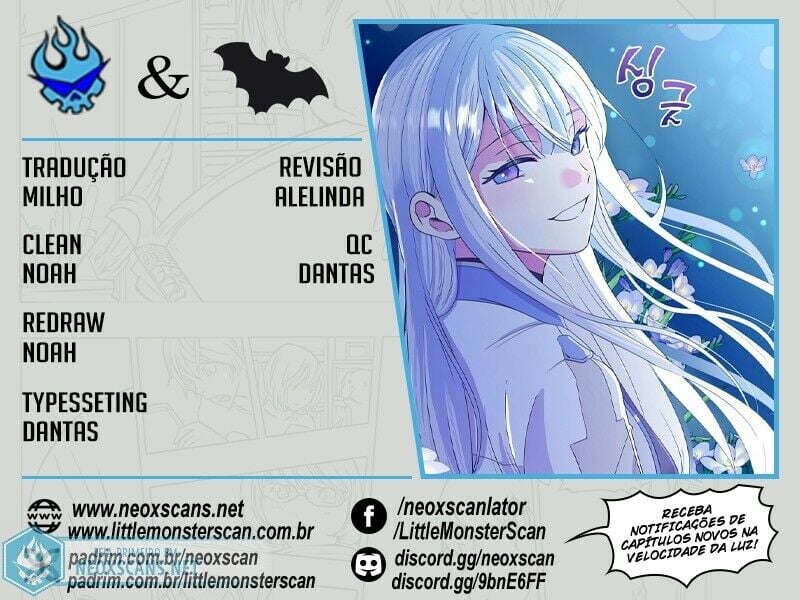 &
싱긋
TRADUÇÃO
MILHO
REVISÃO
ALELINDA
CLEAN
NOAH
QC
DANTAS
REDRAW
NOAH
TYPESSETING
DANTAS
www.neoxscans.net
www.littlemonsterscan.com.br
padrim.com.br/neoxscan
padrim.com.br/littlemonsterscan
NEOXSCANS.NET
/neoxscanlator
/LittleMonsterScan
discord.gg/neoxscan
discord.gg/9bnE6FF
RECEBA
NOTIFICAÇÕES DE
CAPÍTULOS NOVOS NA
VELOCIDADE DA LUZ!